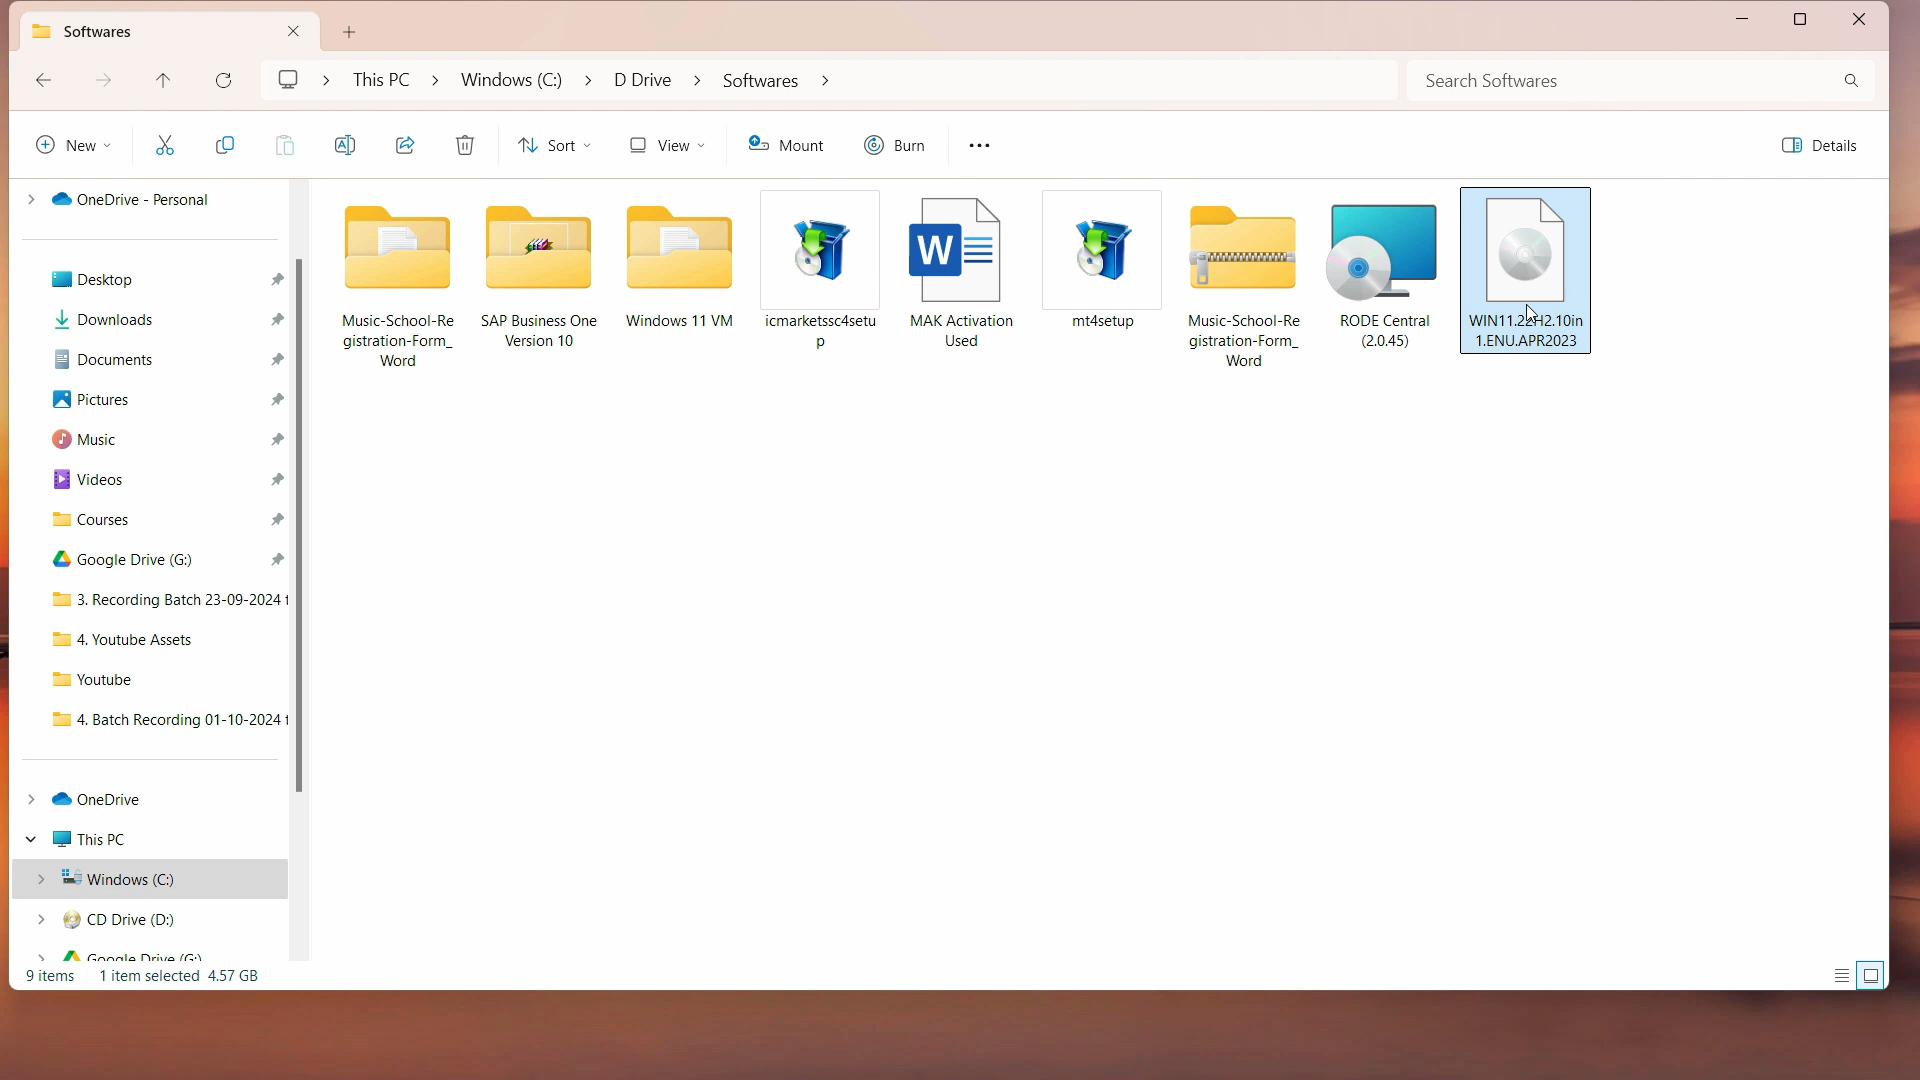 Softwares
This PC
Windows (C:)
D Drive
Softwares
Search Softwares
New
Sort
View
Mount
Burn
Details
OneDrive - Personal
Desktop
Downloads
Documents
Pictures
Music
Videos
Courses
Google Drive (G:)
3. Recording Batch 23-09-2024 t
4. Youtube Assets
Youtube
4. Batch Recording 01-10-2024 t
OneDrive
This PC
Windows (C:)
CD Drive (D:)
Google Drive (G:)
Music-School-Re
gistration-Form_
Word
SAP Business One
Version 10
Windows 11 VM
icmarketssc4setu
p
W
MAK Activation
Used
mt4setup
Music-School-Re
gistration-Form_
Word
RODE Central
(2.0.45)
WIN11.22H2.10in
1.ENU.APR2023
9 items
1 item selected 4.57 GB